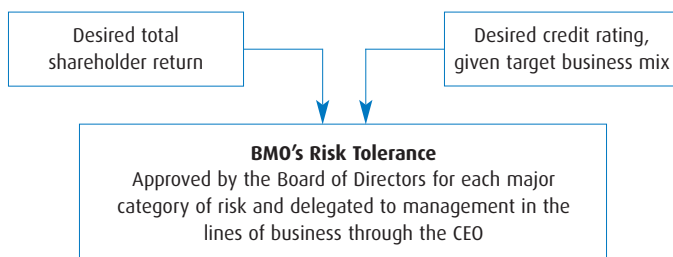 Desired total
shareholder return
Desired credit rating,
given target business mix
BMO's Risk Tolerance
Approved by the Board of Directors for each major
category of risk and delegated to management in the
lines of business through the CEO